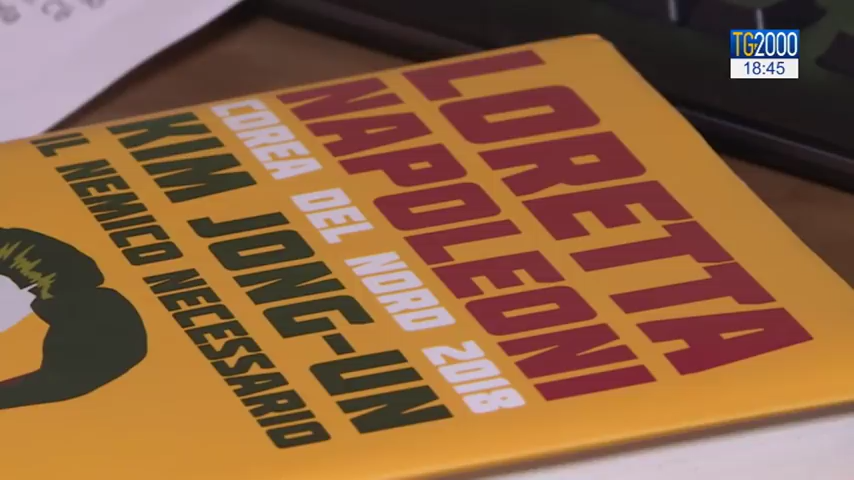 TG2000
18:45
LORETTA
NAPOLEONI
COREA DEL NORD 2018
KIM JONG-UN
IL NEMICO NECESSARIO